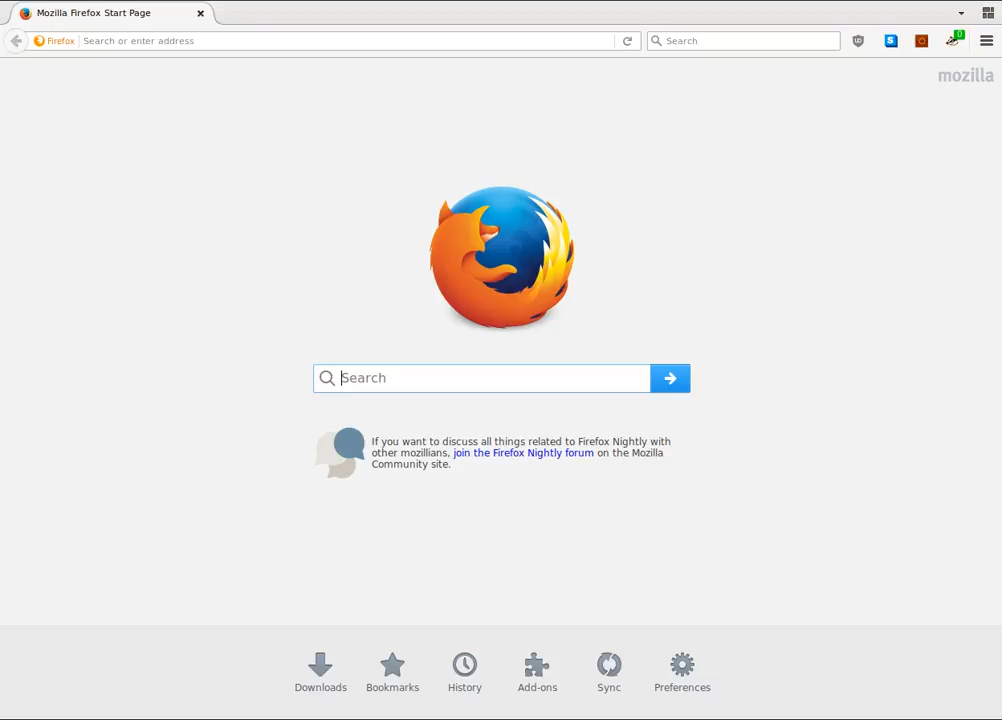 Mozilla Firefox Start Page
Firefox Search or enter address
Search
0
mozilla
Search
If you want to discuss all things related to Firefox Nightly with
other mozillians, join the Firefox Nightly forum on the Mozilla
Community site.
Downloads
Bookmarks
History
Add-ons
Sync
Preferences